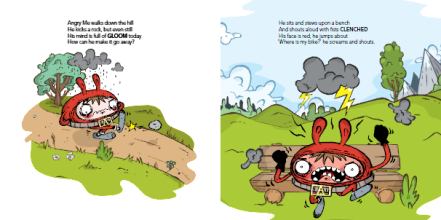 Angry Me walks down the hill
He kicks a rock, but even still
His mind is full of GLOOM today
How can he make it go away?
He sits and stews upon a bench
And shouts aloud with fists CLENCHED
His face is red, he jumps about
'Where is my bike?' he screams and shouts.